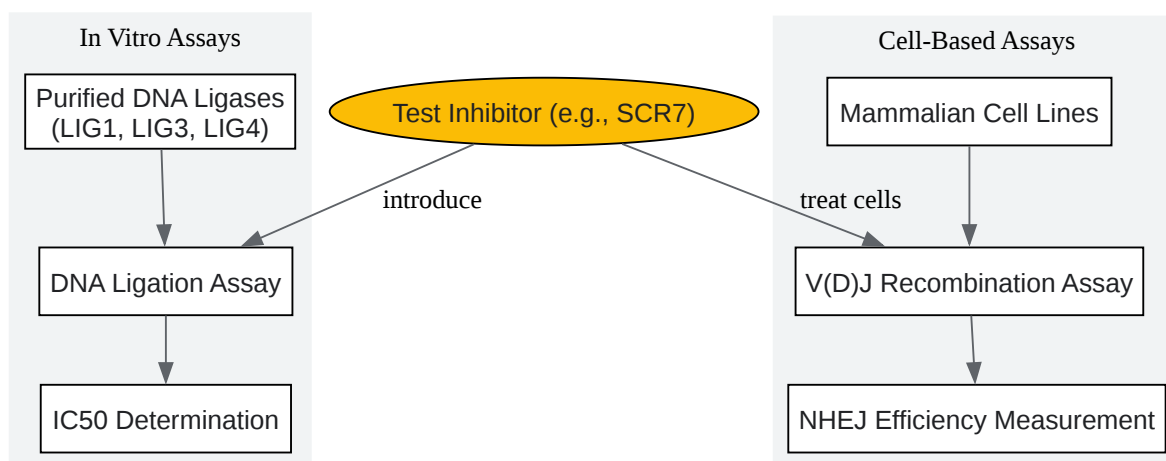 In Vitro Assays
Purified DNA Ligases
(LIG1, LIG3, LIG4)
DNA Ligation Assay
IC50 Determination
Test Inhibitor (e.g., SCR7)
introduce
treat cells
Cell-Based Assays
Mammalian Cell Lines
V(D)J Recombination Assay
NHEJ Efficiency Measurement